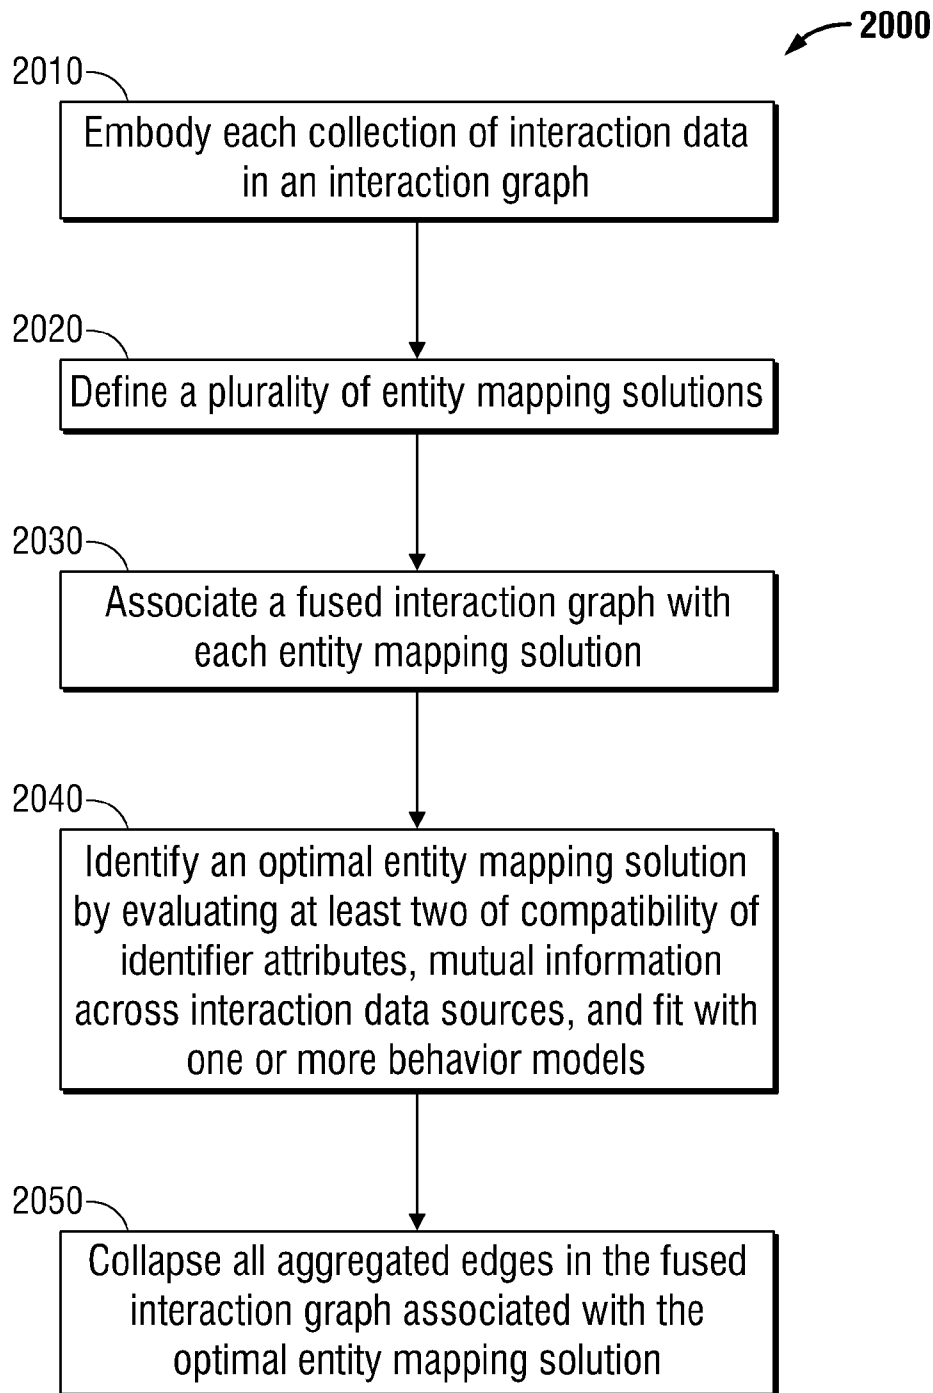 2000
2010
Embody each collection of interaction data
in an interaction graph
2020
Define a plurality of entity mapping solutions
2030
Associate a fused interaction graph with
each entity mapping solution
2040
Identify an optimal entity mapping solution
by evaluating at least two of compatibility of
identifier attributes, mutual information
across interaction data sources, and fit with
one or more behavior models
2050
Collapse all aggregated edges in the fused
interaction graph associated with the
optimal entity mapping solution